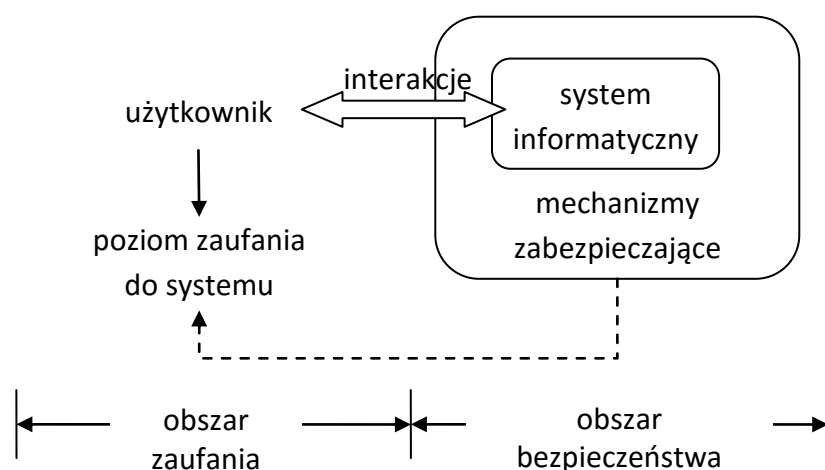 interakcje
użytkownik
system
informatyczny
mechanizmy
zabezpieczające
poziom zaufania
do systemu
obszar
zaufania
obszar
bezpieczeństwa